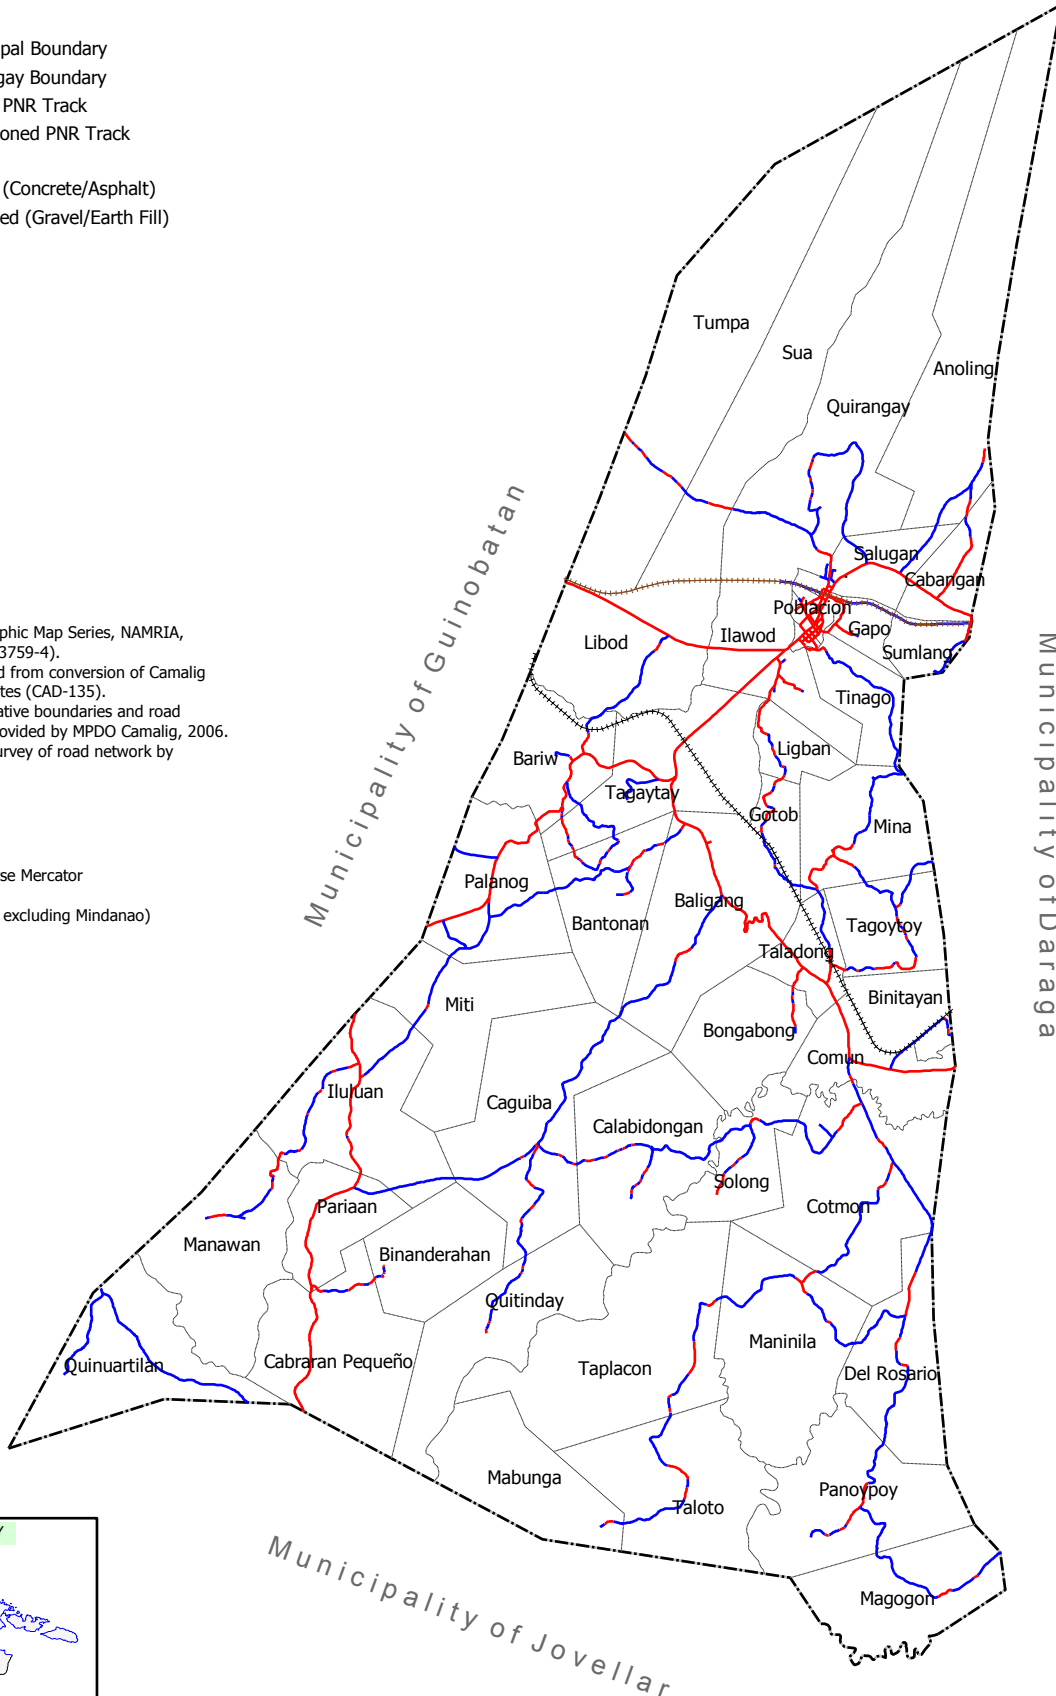 pal Boundary
gay Boundary
PNR Track
oned PNR Track
(Concrete/Asphalt)
ed (Gravel/Earth Fill)
Tumpa
Sua
Anoling
Quirangay
Municipality of Guinobatan
Salugan
Cabangan
Poblacion
Gapo
Ilawod
Libod
Sumlang
phic Map Series, NAMRIA,
3759-4).
d from conversion of Camalig
tes (CAD-135).
ative boundaries and road
ovided by MPDO Camalig, 2006.
urvey of road network by
Municipality of Daraga
Tinago
Ligban
Bariw
Tagaytay
Gotob
Mina
se Mercator
excluding Mindanao)
Palanog
Baligang
Bantonan
Tagoytoy
Taladong
Binitayan
Miti
Bongabong
Comun
Iluluan
Caguiba
Calabidongan
Solong
Pariaan
Cotmon
Manawan
Binanderahan
Quitinday
Maninila
Quinuartilan
Cabraran Pequeño
Taplacon
Del Rosario
Mabunga
Panoypoy
Taloto
Magogon
Municipality of Jovellar